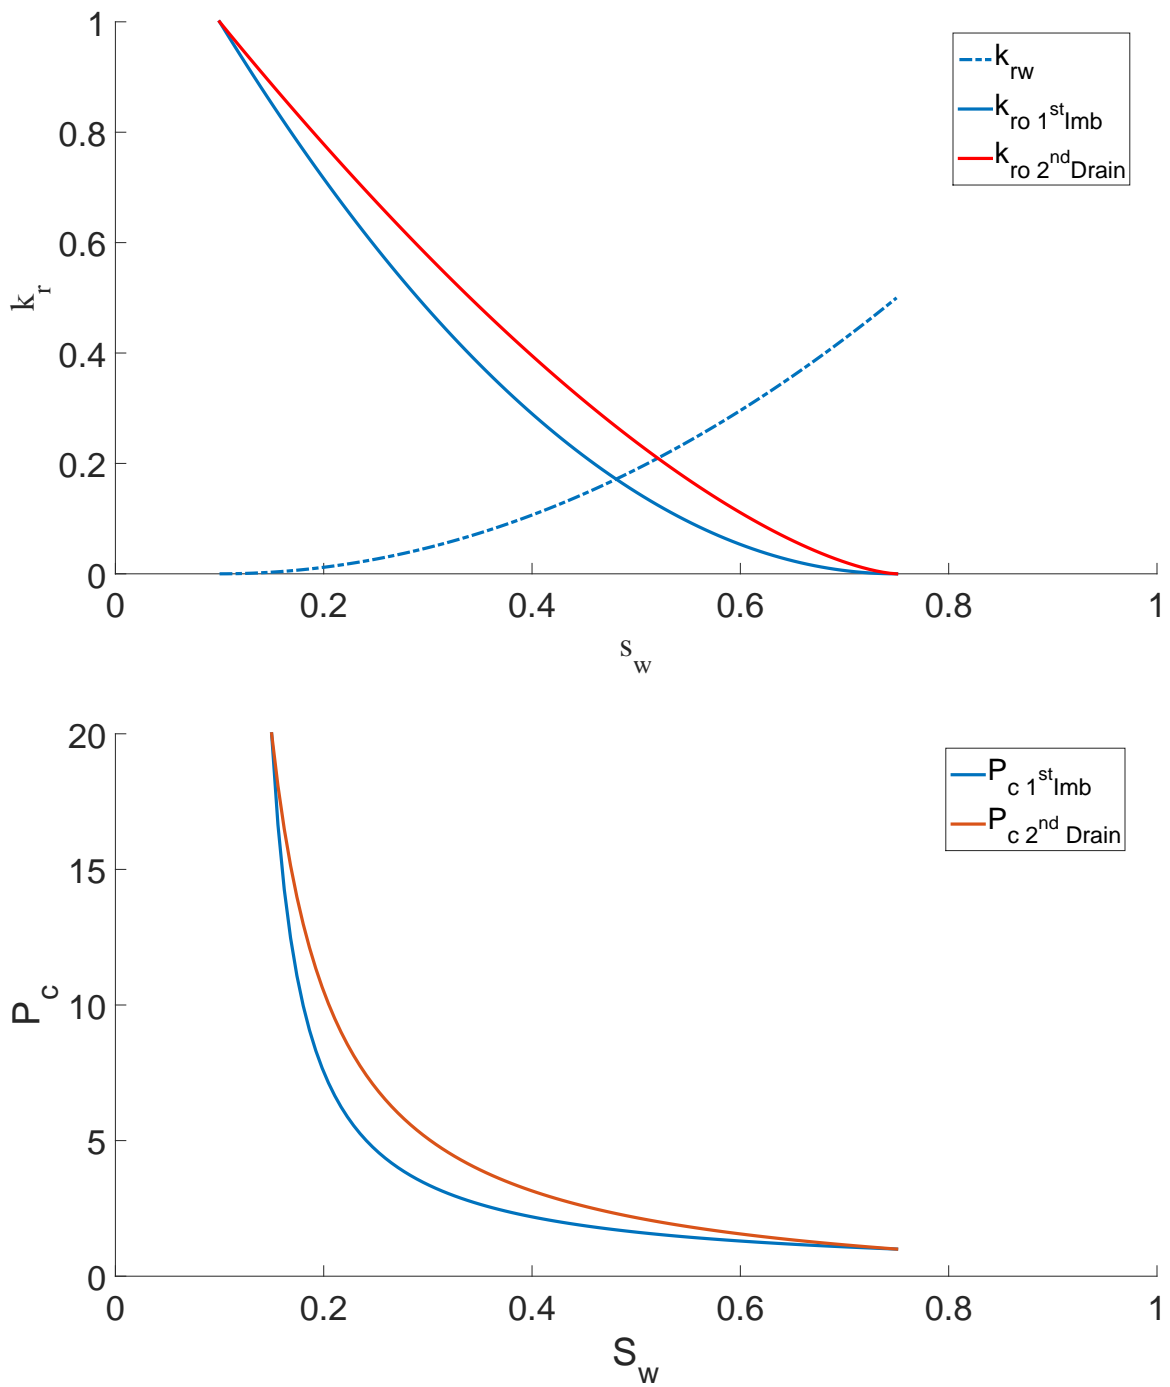 1
0.8
0.6
0.4
0.2
0
k_r
0 0.2 0.4 0.6 0.8 1
s_w
k_rw
k_ro 1^st Imb
k_ro 2^nd Drain
20
15
10
5
0
P_c
0 0.2 0.4 0.6 0.8 1
S_w
P_c 1^st Imb
P_c 2^nd Drain